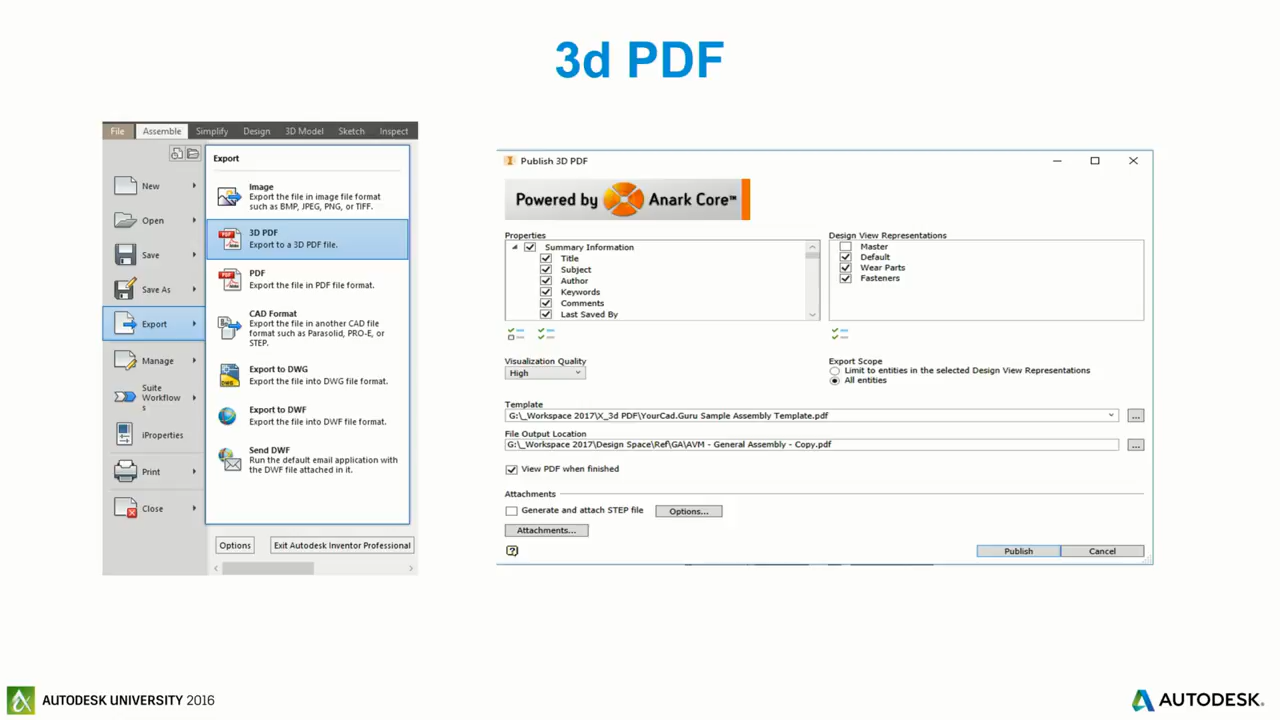 3d PDF
File Assemble Simplify Design 3D Model Sketch Inspect
New
Open
Save
Save As
Export
Manage
Suite
Workflow
s
iProperties
Print
Close
Export
Image
Export the file in image file format
such as BMP, JPEG, PNG, or TIFF.
3D PDF
Export to a 3D PDF file.
PDF
Export the file in PDF file format.
CAD Format
Export the file in another CAD file
format such as Parasolid, PRO-E, or
STEP.
Export to DWG
Export the file into DWG file format.
Export to DWF
Export the file into DWF file format.
Send DWF
Run the default email application with
the DWF file attached in it.
Options Exit Autodesk Inventor Professional
Publish 3D PDF
Powered by Anark Core™
Properties
Summary Information
Title
Subject
Author
Keywords
Comments
Last Saved By
Design View Representations
Master
Default
Wear Parts
Fasteners
Visualization Quality
High
Export Scope
Limit to entities in the selected Design View Representations
All entities
Template
G:\_Workspace 2017\X_3d PDF\YourCad.Guru Sample Assembly Template.pdf
...
File Output Location
G:\_Workspace 2017\Design Space\Ref\GA\AVM - General Assembly - Copy.pdf
...
View PDF when finished
Attachments
Generate and attach STEP file Options...
Attachments...
Publish Cancel
AUTODESK UNIVERSITY 2016
AUTODESK.